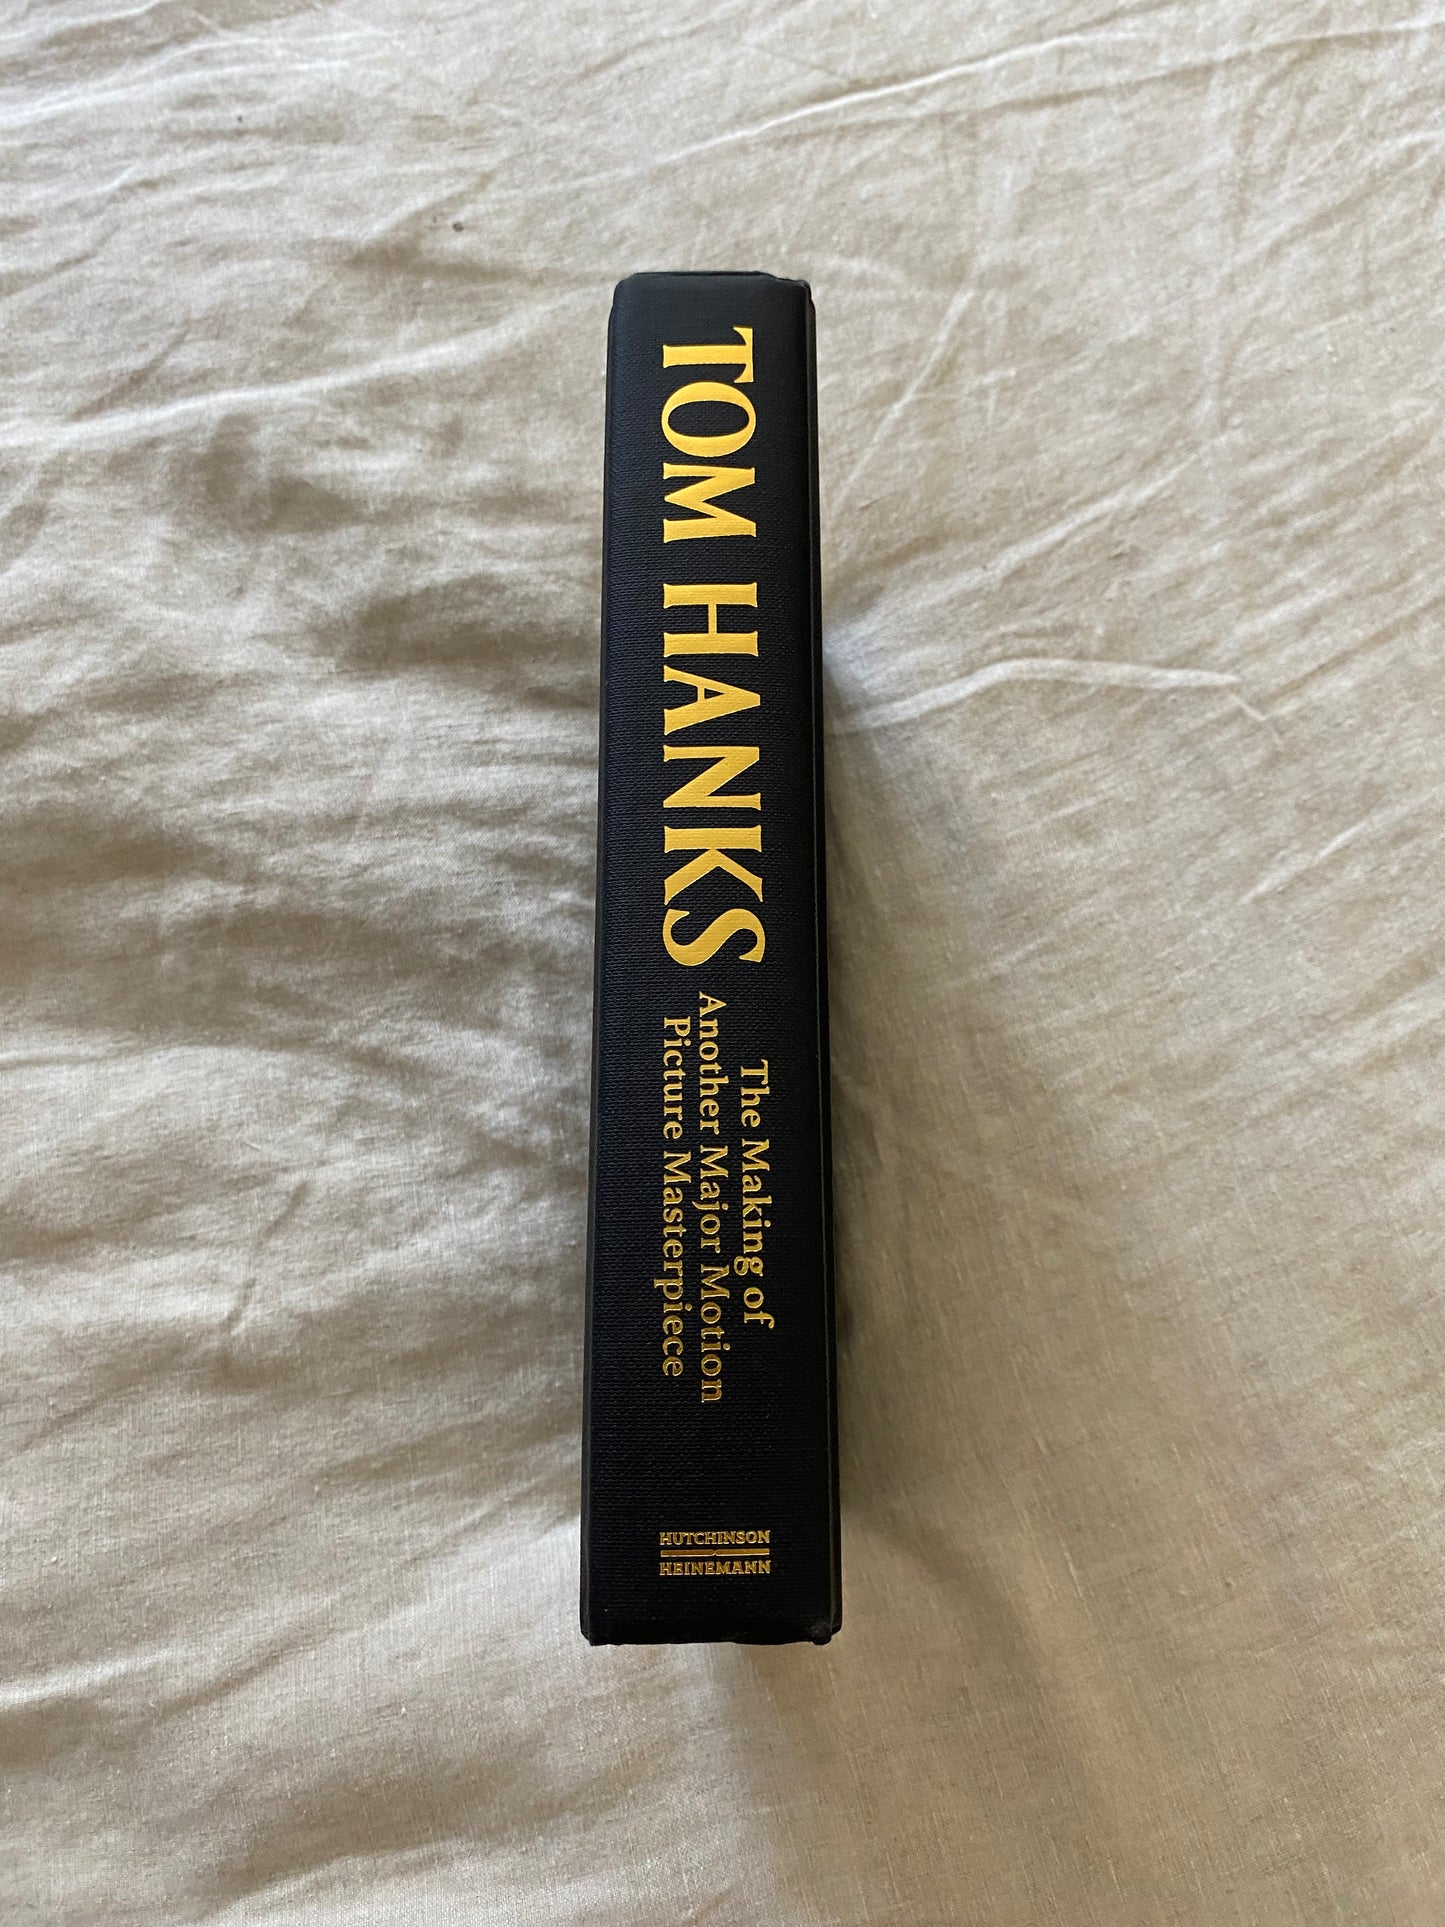 TOM HANKS
The Making of
Another Major Motion
Picture Masterpiece
HUTCHINSON
HEINEMANN